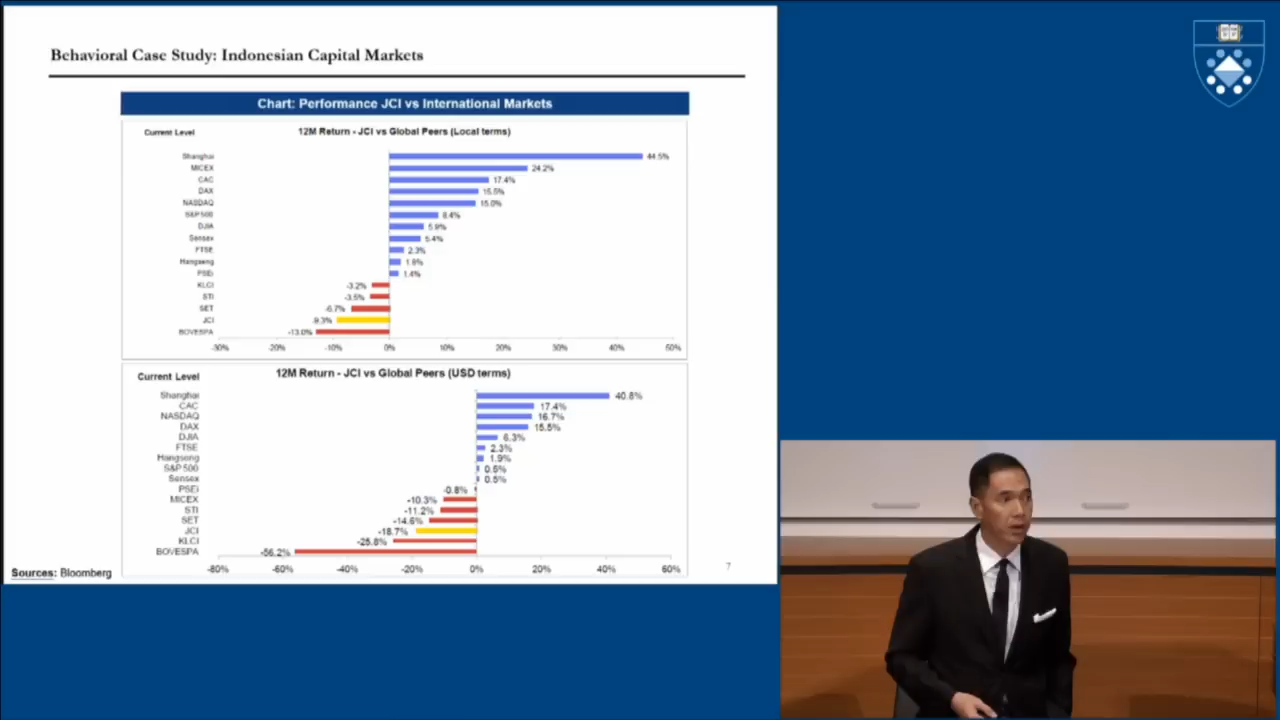 Behavioral Case Study: Indonesian Capital Markets
Chart: Performance JCI vs International Markets
Current Level
12M Return - JCI vs Global Peers (Local terms)
Shanghai 44.5%
MICEX 24.2%
CAC 17.4%
DAX 15.5%
NASDAQ 15.0%
S&P 500 8.4%
DJIA 5.9%
Sensex 5.4%
FTSE 2.3%
Hangseng 1.8%
PSEi 1.4%
KLCI -3.2%
STI -3.5%
SET -6.7%
JCI -9.3%
BOVESPA -13.0%
-30% -20% -10% 0% 10% 20% 30% 40% 50%
Current Level
12M Return - JCI vs Global Peers (USD terms)
Shanghai 40.8%
CAC 17.4%
NASDAQ 16.7%
DAX 15.5%
DJIA 6.3%
FTSE 2.3%
Hangseng 1.9%
S&P 500 0.6%
Sensex 0.5%
PSEi -0.8%
MICEX -10.3%
STI -11.2%
SET -14.6%
JCI -18.7%
KLCI -25.8%
BOVESPA -56.2%
-80% -60% -40% -20% 0% 20% 40% 60%
7
Sources: Bloomberg